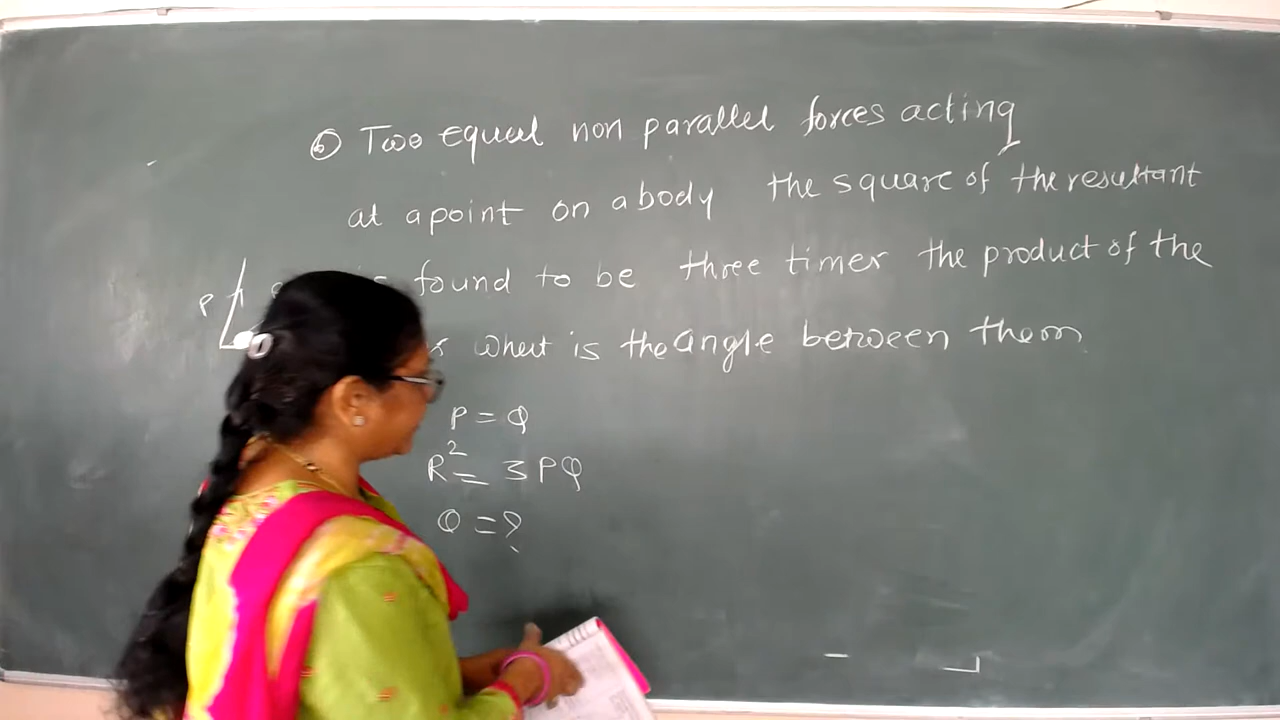 6 Two equal non parallel forces acting
at a point on a body the square of the resultant
found to be three times the product of the
what is the angle between them
P
P = Q
R² = 3PQ
θ = ?